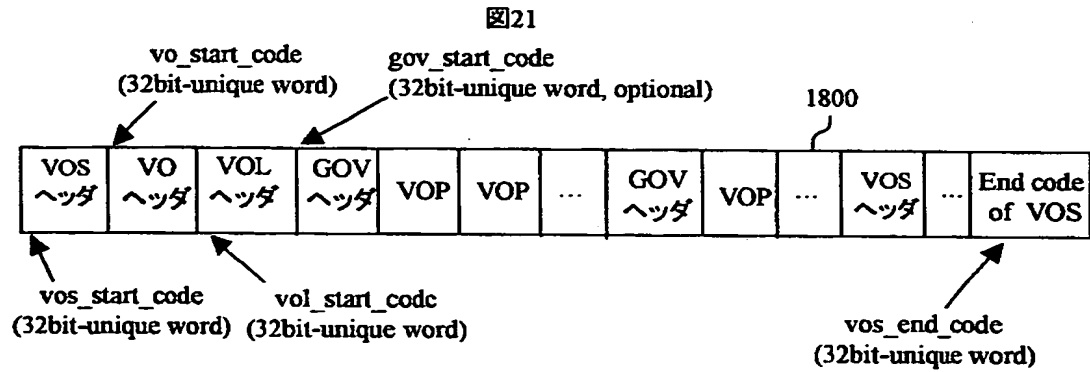 図21
vo_start_code
(32bit-unique word)
gov_start_code
(32bit-unique word, optional)
1800
VOS
ヘッダ
VO
ヘッダ
VOL
ヘッダ
GOV
ヘッダ
VOP
VOP
...
GOV
ヘッダ
VOP
...
VOS
ヘッダ
...
End code
of VOS
vos_start_code
(32bit-unique word)
vol_start_code
(32bit-unique word)
vos_end_code
(32bit-unique word)